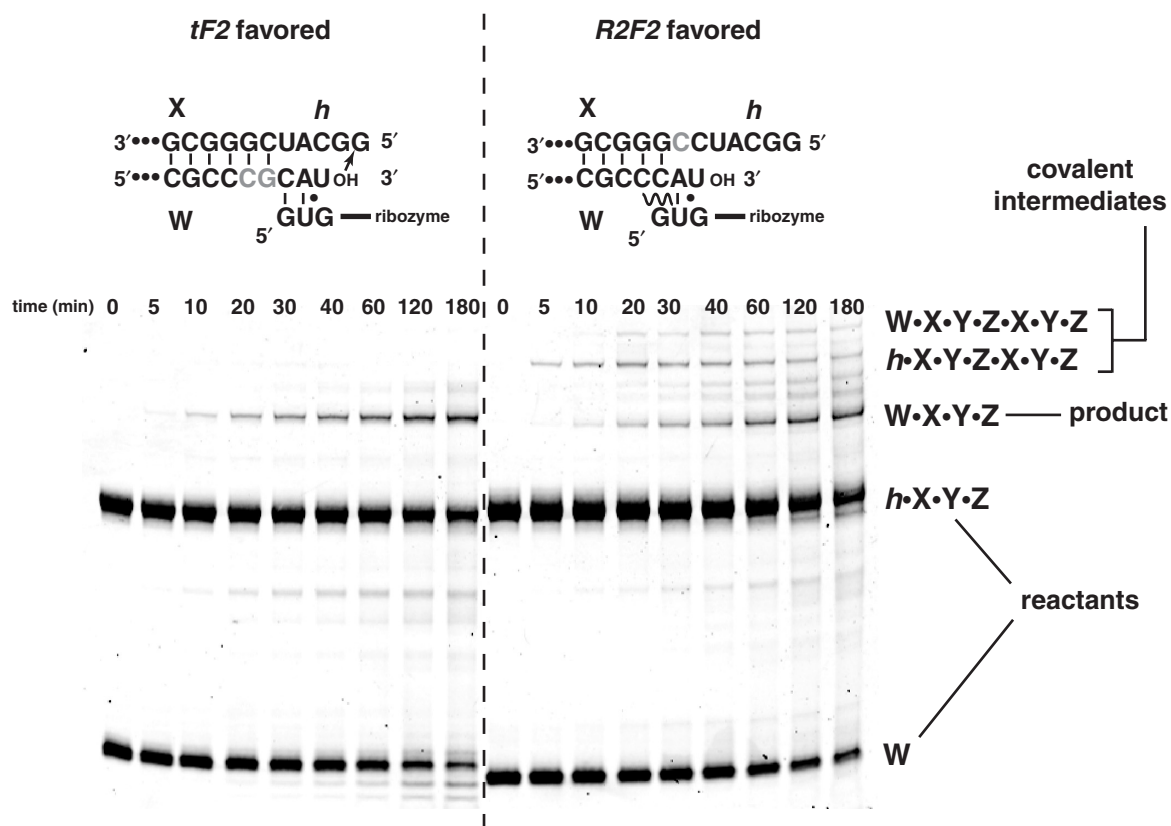 tF2 favored
X h
3′•••GCGGGCUACGG 5′
5′•••CGCCCGCAU OH 3′
W GUG ribozyme
5′
R2F2 favored
X h
3′•••GCGGGCCUACGG 5′
5′•••CGCCCAU OH 3′
W GUG ribozyme
5′
covalent
intermediates
time (min) 0 5 10 20 30 40 60 120 180 0 5 10 20 30 40 60 120 180
W•X•Y•Z•X•Y•Z
h•X•Y•Z•X•Y•Z
W•X•Y•Z product
h•X•Y•Z
reactants
W